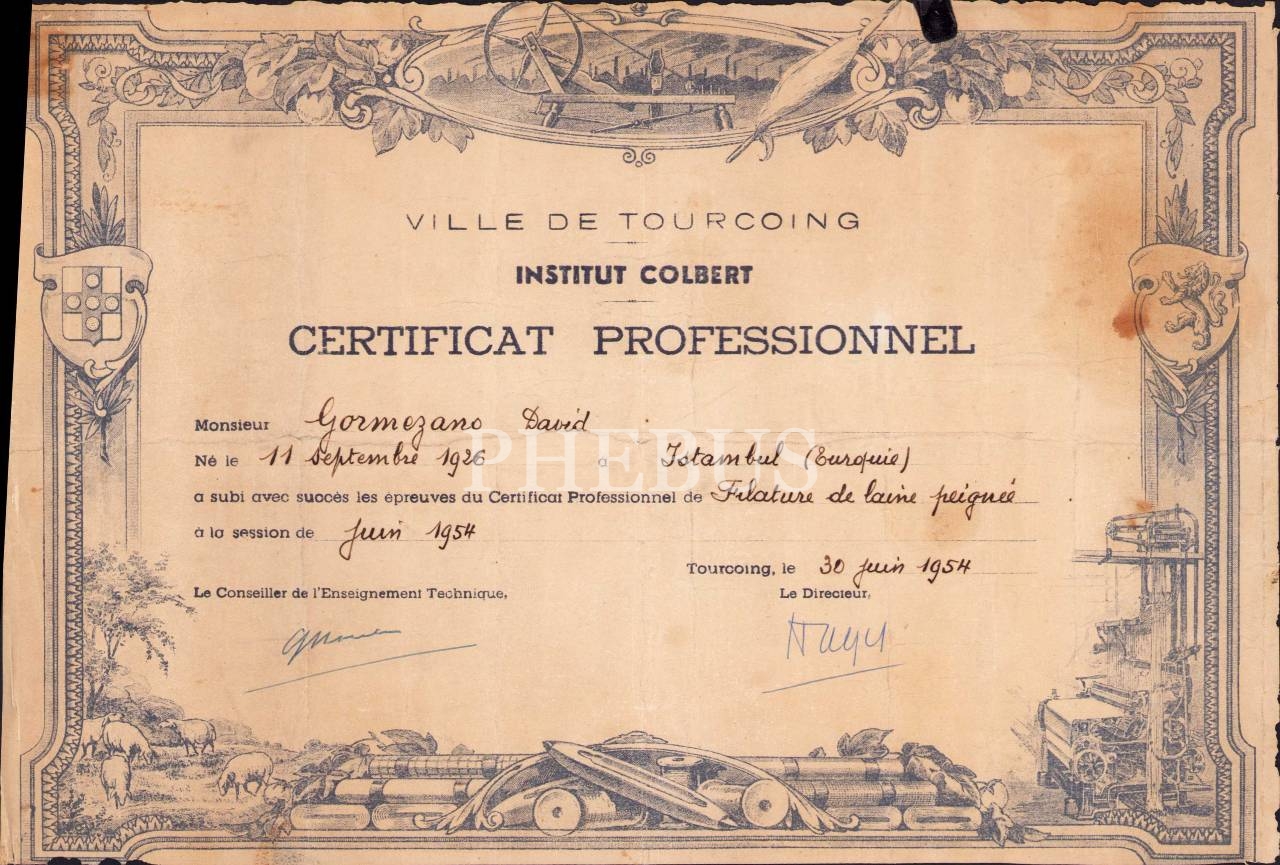 VILLE DE TOURCOING
INSTITUT COLBERT
CERTIFICAT PROFESSIONNEL
Monsieur Gormezano David
Né le 11 Septembre 1926 à Istambul (Turquie)
a subi avec succès les épreuves du Certificat Professionnel de Filature de laine peignée
à la session de Juin 1954
Tourcoing, le 30 juin 1954
Le Conseiller de l'Enseignement Technique, Le Directeur,
PHEBUS